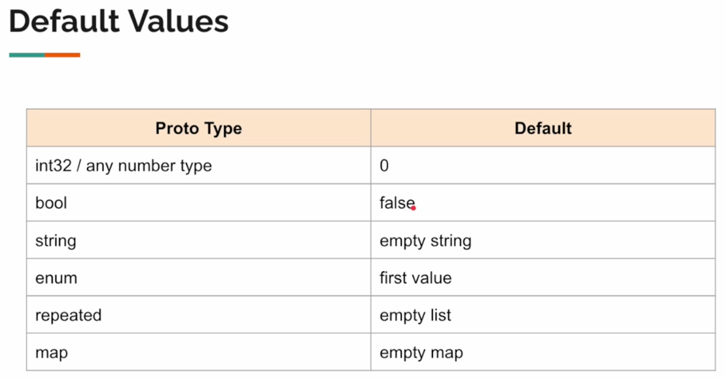 Default Values
Proto Type Default
int32 / any number type 0
bool false
string empty string
enum first value
repeated empty list
map empty map